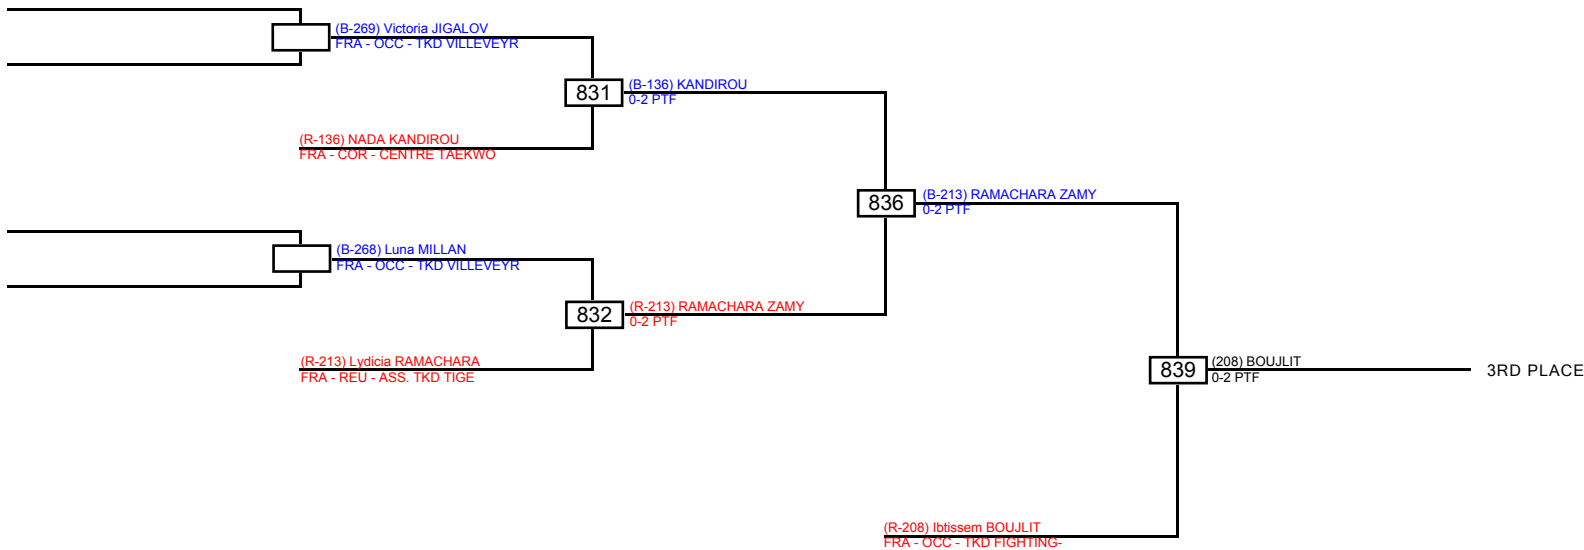 (B-269) Victoria JIGALOV
FRA - OCC - TKD VILLEVEYR
831
(B-136) KANDIROU
0-2 PTF
(R-136) NADA KANDIROU
FRA - COR - CENTRE TAEKWO
836
(B-213) RAMACHARA ZAMY
0-2 PTF
(B-268) Luna MILLAN
FRA - OCC - TKD VILLEVEYR
832
(R-213) RAMACHARA ZAMY
0-2 PTF
(R-213) Lydicia RAMACHARA
FRA - REU - ASS. TKD TIGE
839
(208) BOUJLIT
0-2 PTF
3RD PLACE
(R-208) Ibtissem BOUJLIT
FRA - OCC - TKD FIGHTING-